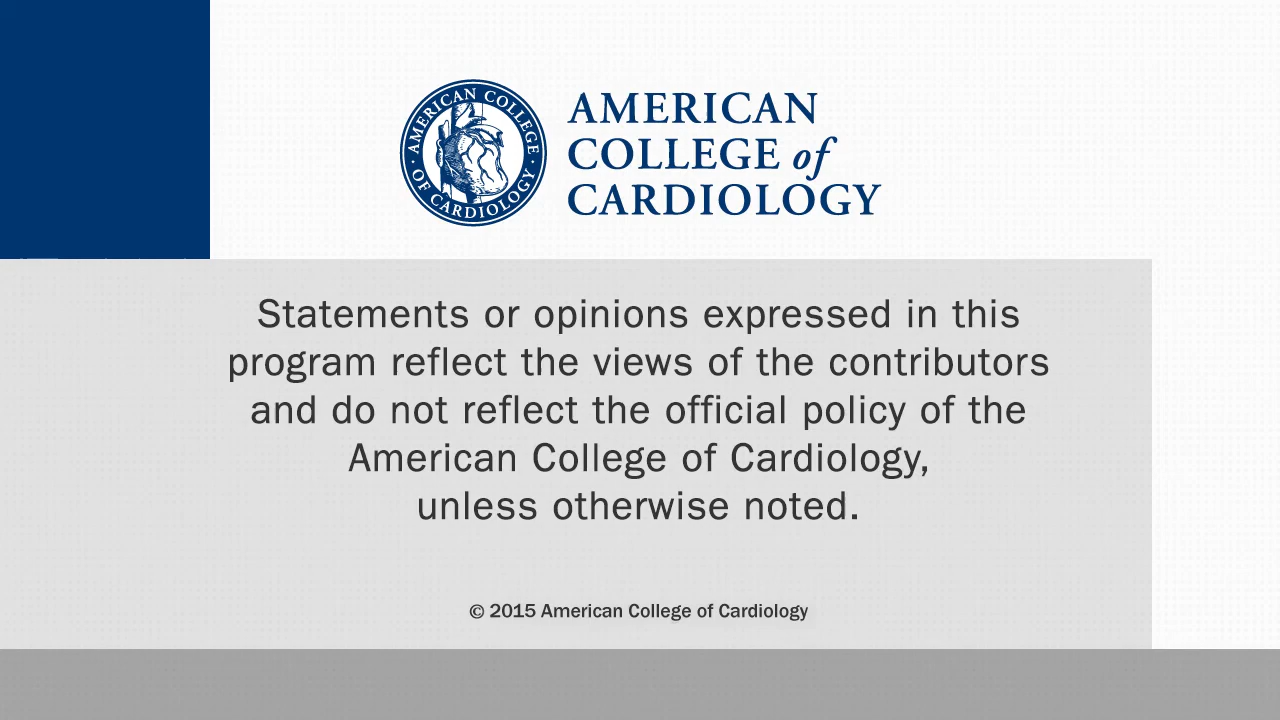 AMERICAN COLLEGE
OF CARDIOLOGY
AMERICAN
COLLEGE of
CARDIOLOGY
Statements or opinions expressed in this
program reflect the views of the contributors
and do not reflect the official policy of the
American College of Cardiology,
unless otherwise noted.
© 2015 American College of Cardiology